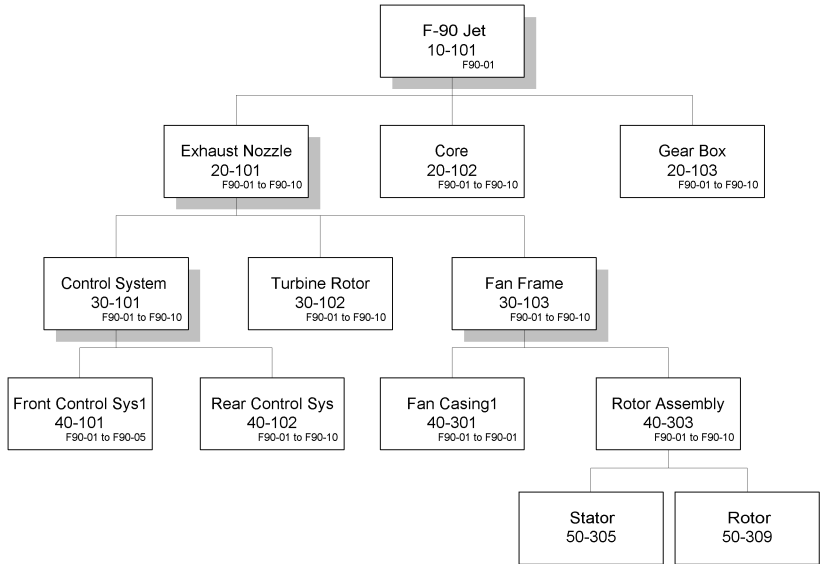 F-90 Jet
10-101
F90-01
Exhaust Nozzle
20-101
F90-01 to F90-10
Core
20-102
F90-01 to F90-10
Gear Box
20-103
F90-01 to F90-10
Control System
30-101
F90-01 to F90-10
Turbine Rotor
30-102
F90-01 to F90-10
Fan Frame
30-103
F90-01 to F90-10
Front Control Sys1
40-101
F90-01 to F90-05
Rear Control Sys
40-102
F90-01 to F90-10
Fan Casing1
40-301
F90-01 to F90-01
Rotor Assembly
40-303
F90-01 to F90-10
Stator
50-305
Rotor
50-309